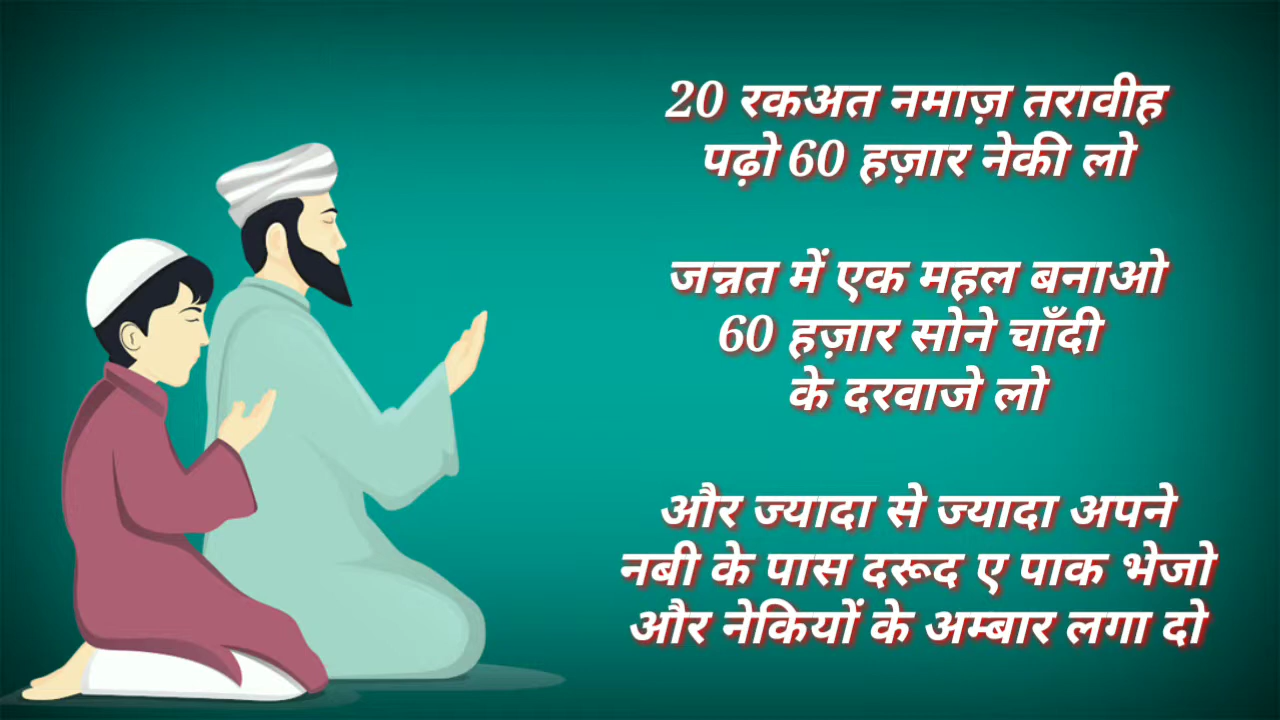 20 रकअत नमाज़ तरावीह
पढ़ो 60 हज़ार नेकी लो
जन्नत में एक महल बनाओ
60 हज़ार सोने चाँदी
के दरवाजे लो
और ज्यादा से ज्यादा अपने
नबी के पास दरूद ए पाक भेजो
और नेकियों के अम्बार लगा दो